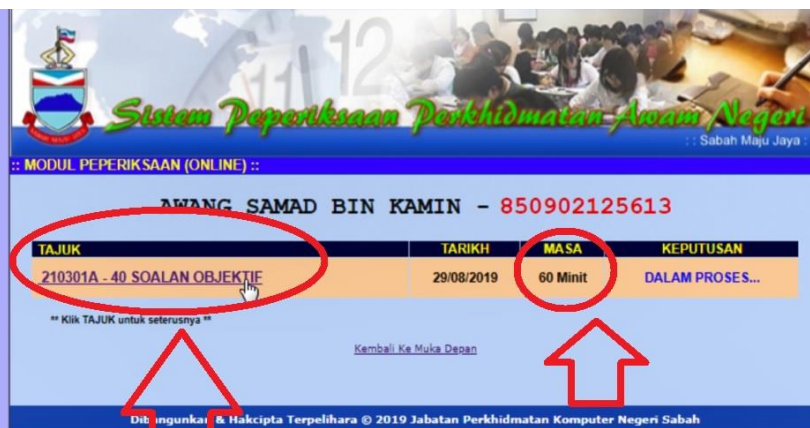 Sistem Peperiksaan Perkhidmatan Awam Negeri
: : Sabah Maju Jaya :
:: MODUL PEPERIKSAAN (ONLINE) ::
AWANG SAMAD BIN KAMIN - 850902125613
TAJUK TARIKH MASA KEPUTUSAN
210301A - 40 SOALAN OBJEKTIF 29/08/2019 60 Minit DALAM PROSES...
** Klik TAJUK untuk seterusnya **
Kembali Ke Muka Depan
Dibangunkan & Hakcipta Terpelihara © 2019 Jabatan Perkhidmatan Komputer Negeri Sabah